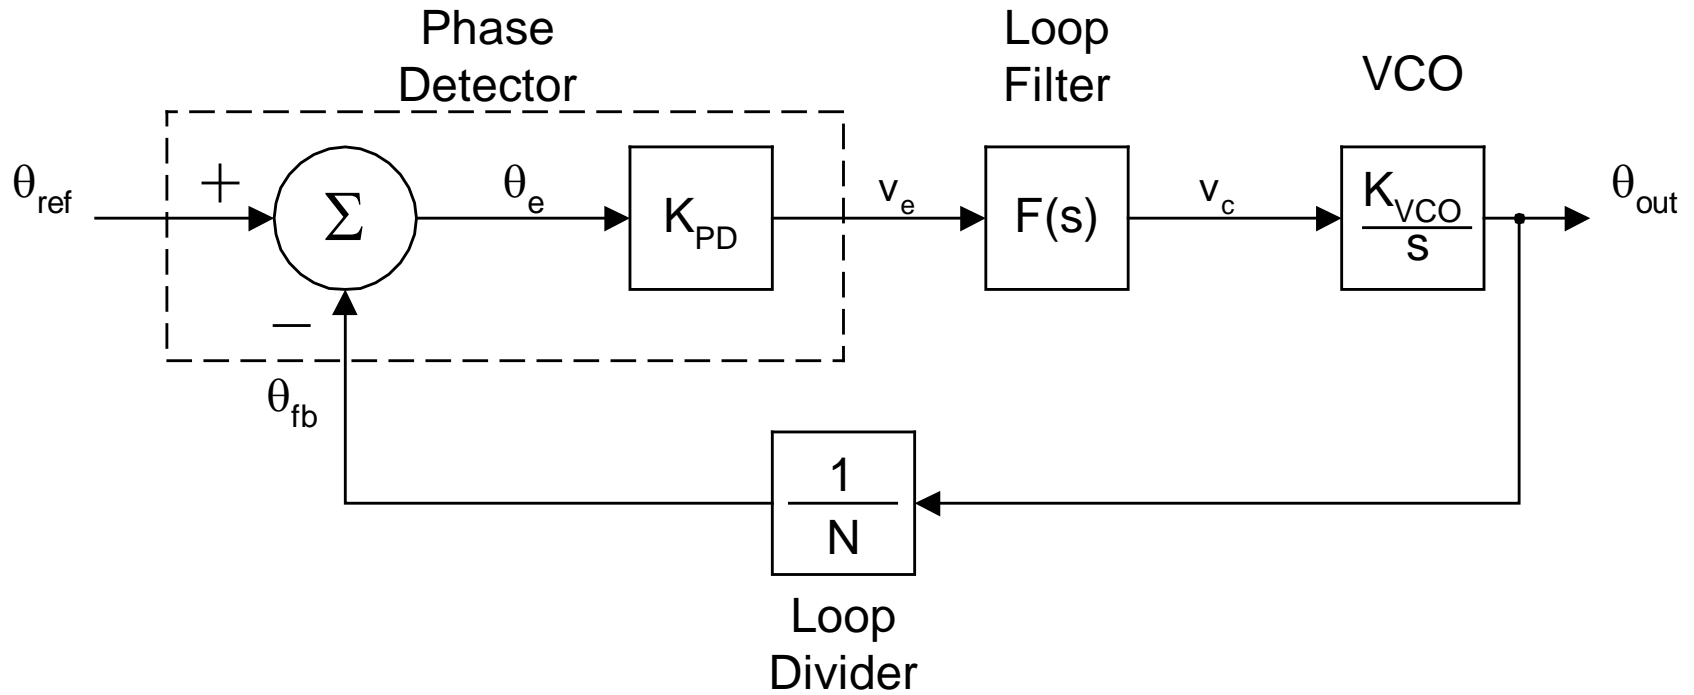 Phase
Detector
Loop
Filter
VCO
θref
+
Σ
θe
KPD
ve
F(s)
vc
KVCO
s
θout
−
θfb
1
N
Loop
Divider